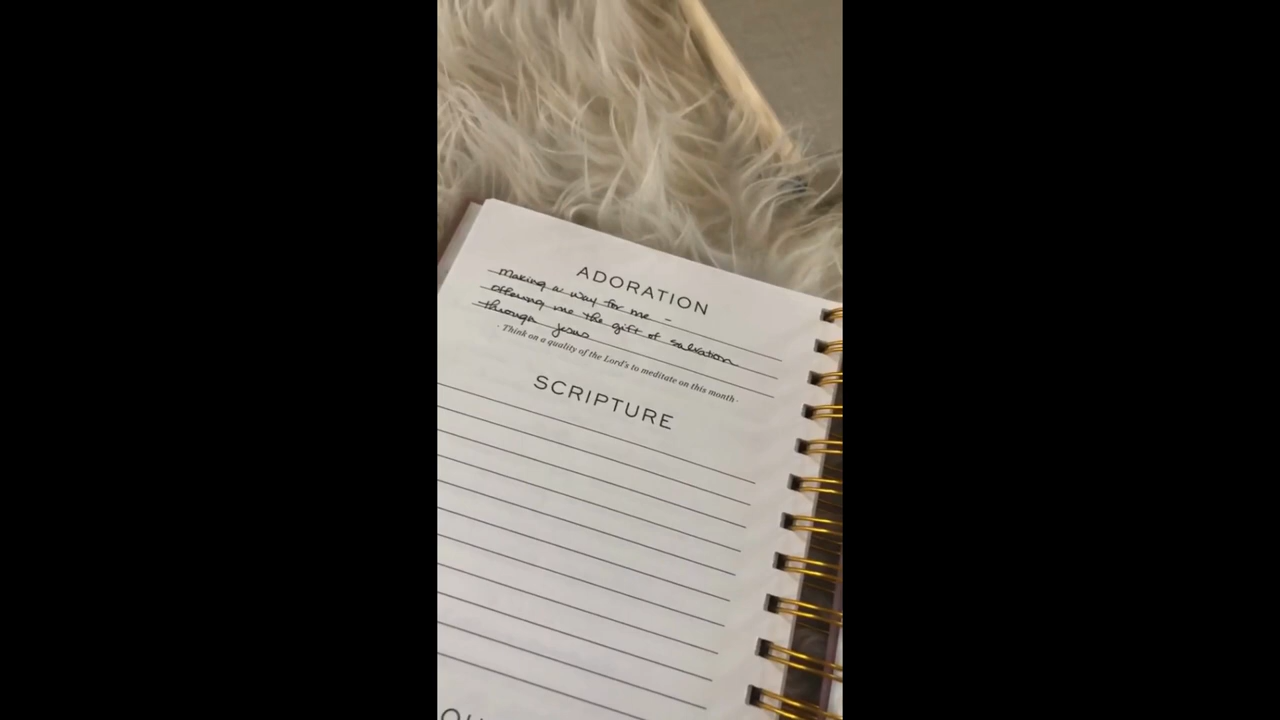 ADORATION
making a way for me -
offering me the gift of salvation
through Jesus
- Think on a quality of the Lord's to meditate on this month -
SCRIPTURE